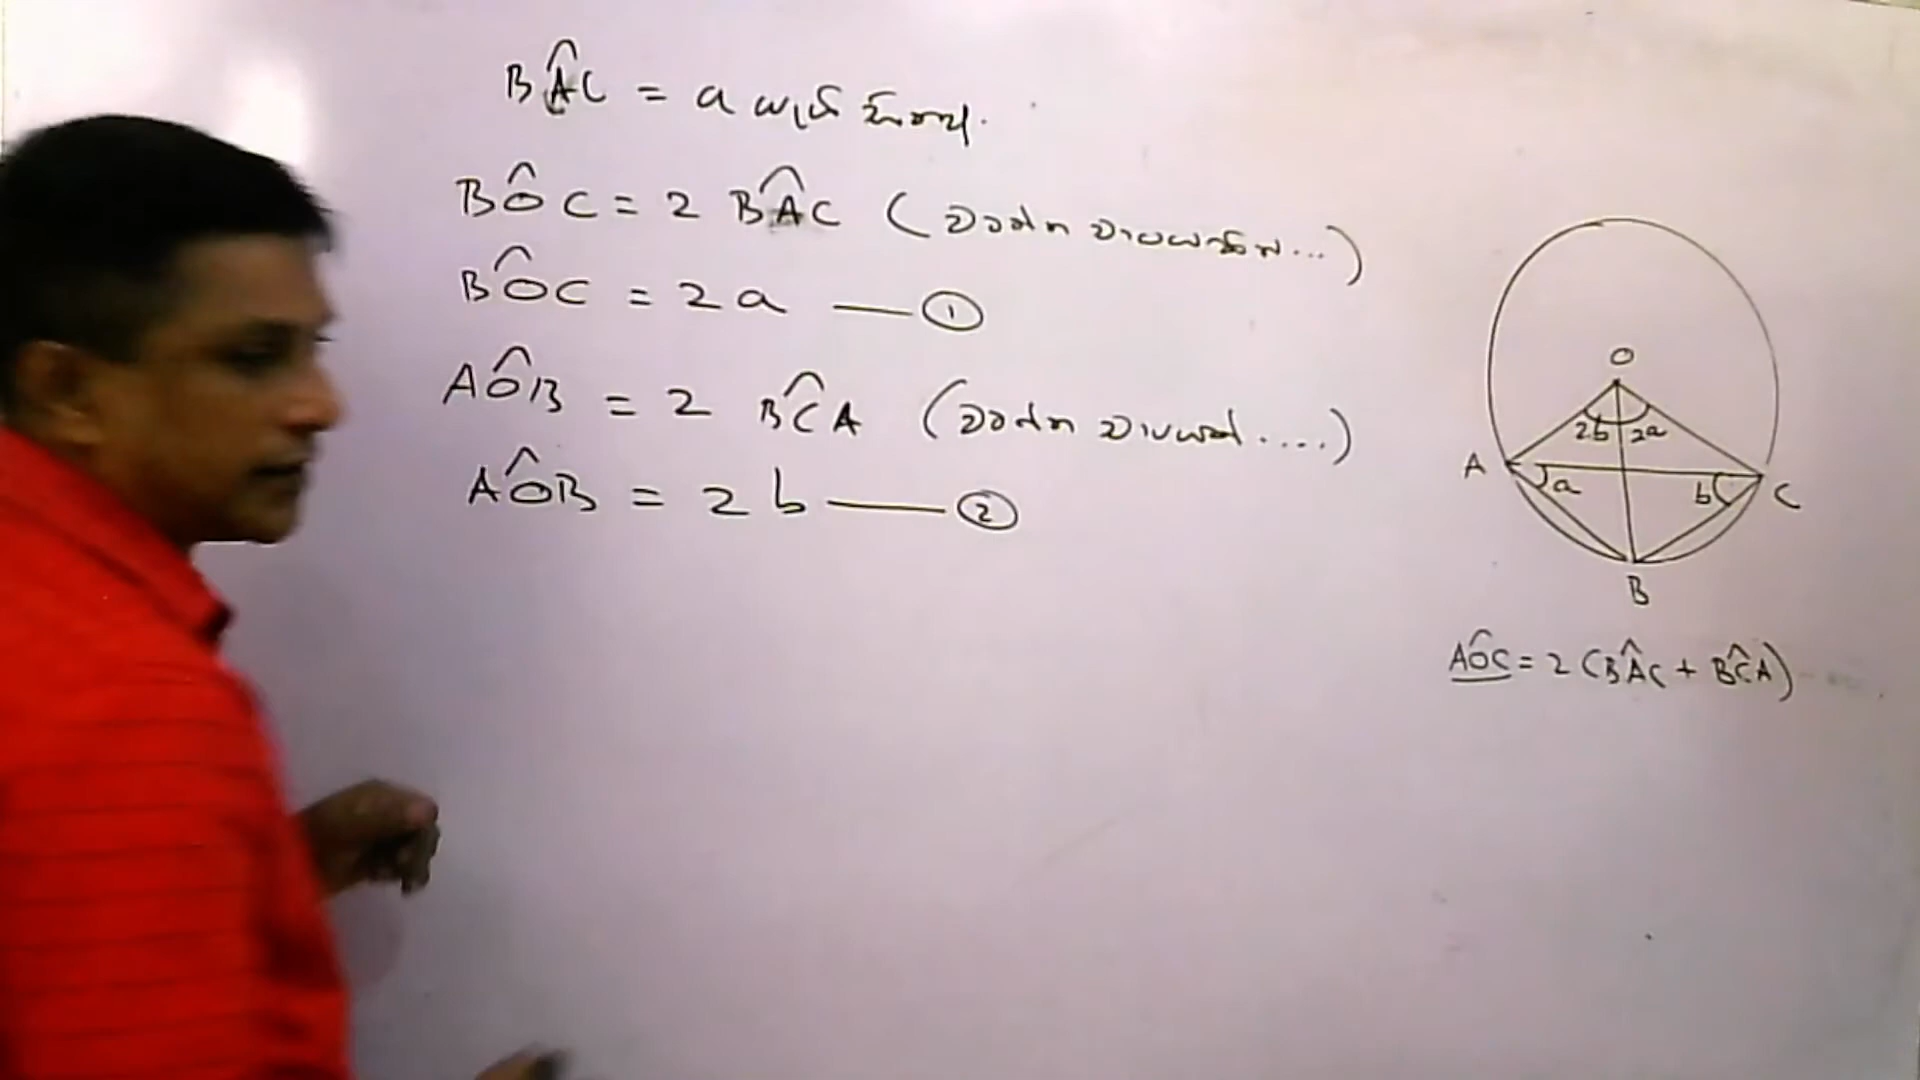 BÂC = a යැයි ගනිමු.
BÔC = 2 BÂC (
BÔC = 2a — ①
AÔB = 2 BĈA (
AÔB = 2b — ②
O
2b 2a
A a b C
B
AÔC = 2 (BÂC + BĈA)